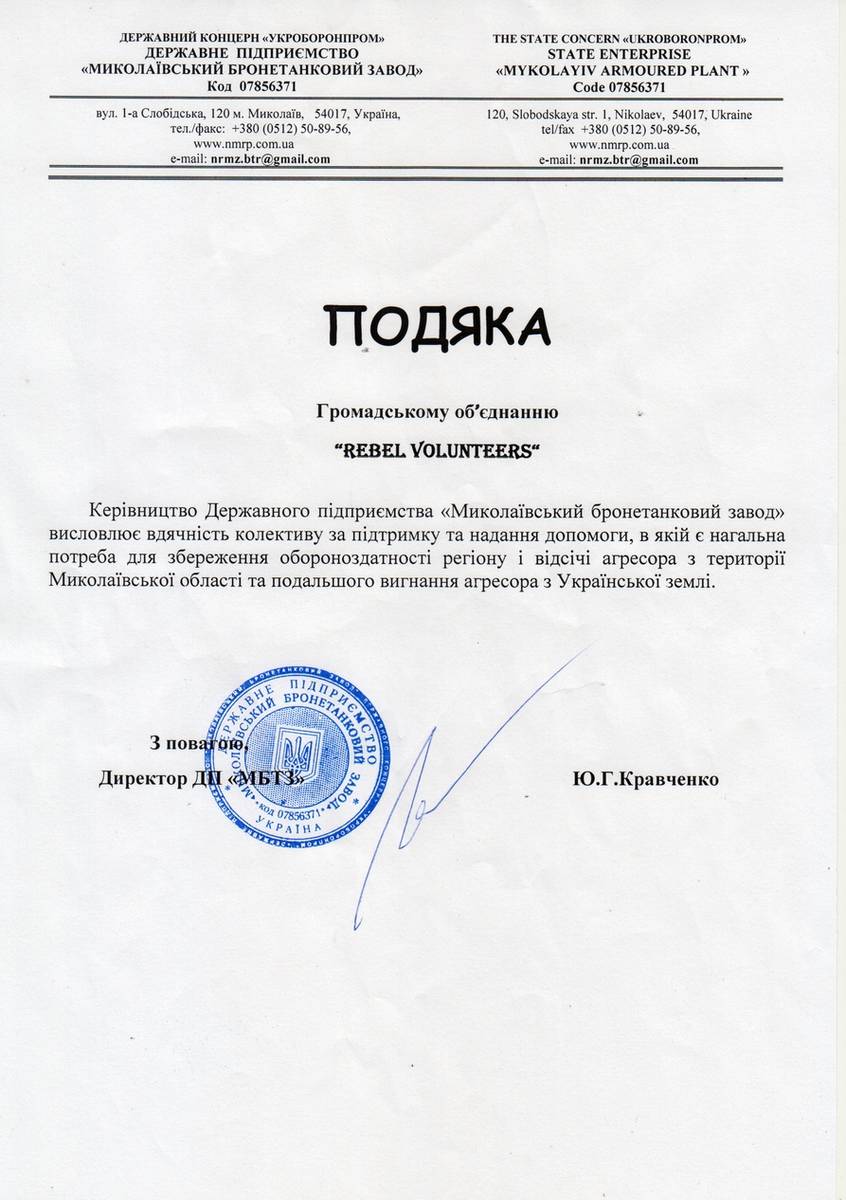 ДЕРЖАВНИЙ КОНЦЕРН «УКРОБОРОНПРОМ»
ДЕРЖАВНЕ ПІДПРИЄМСТВО
«МИКОЛАЇВСЬКИЙ БРОНЕТАНКОВИЙ ЗАВОД»
Код 07856371
вул. 1-а Слобідська, 120 м. Миколаїв, 54017, Україна,
тел./факс: +380 (0512) 50-89-56,
www.nmrp.com.ua
e-mail: nrmz.btr@gmail.com
THE STATE CONCERN «UKROBORONPROM»
STATE ENTERPRISE
«MYKOLAYIV ARMOURED PLANT »
Code 07856371
120, Slobodskaya str. 1, Nikolaev, 54017, Ukraine
tel/fax +380 (0512) 50-89-56,
www.nmrp.com.ua
e-mail: nrmz.btr@gmail.com
ПОДЯКА
Громадському об’єднанню
“REBEL VOLUNTEERS“
Керівництво Державного підприємства «Миколаївський бронетанковий завод»
висловлює вдячність колективу за підтримку та надання допомоги, в якій є нагальна
потреба для збереження обороноздатності регіону і відсічі агресора з території
Миколаївської області та подальшого вигнання агресора з Української землі.
З повагою,
Директор ДП «МБТЗ»
Ю.Г.Кравченко
ДЕРЖАВНЕ ПІДПРИЄМСТВО
МИКОЛАЇВСЬКИЙ БРОНЕТАНКОВИЙ ЗАВОД
код 07856371
УКРАЇНА